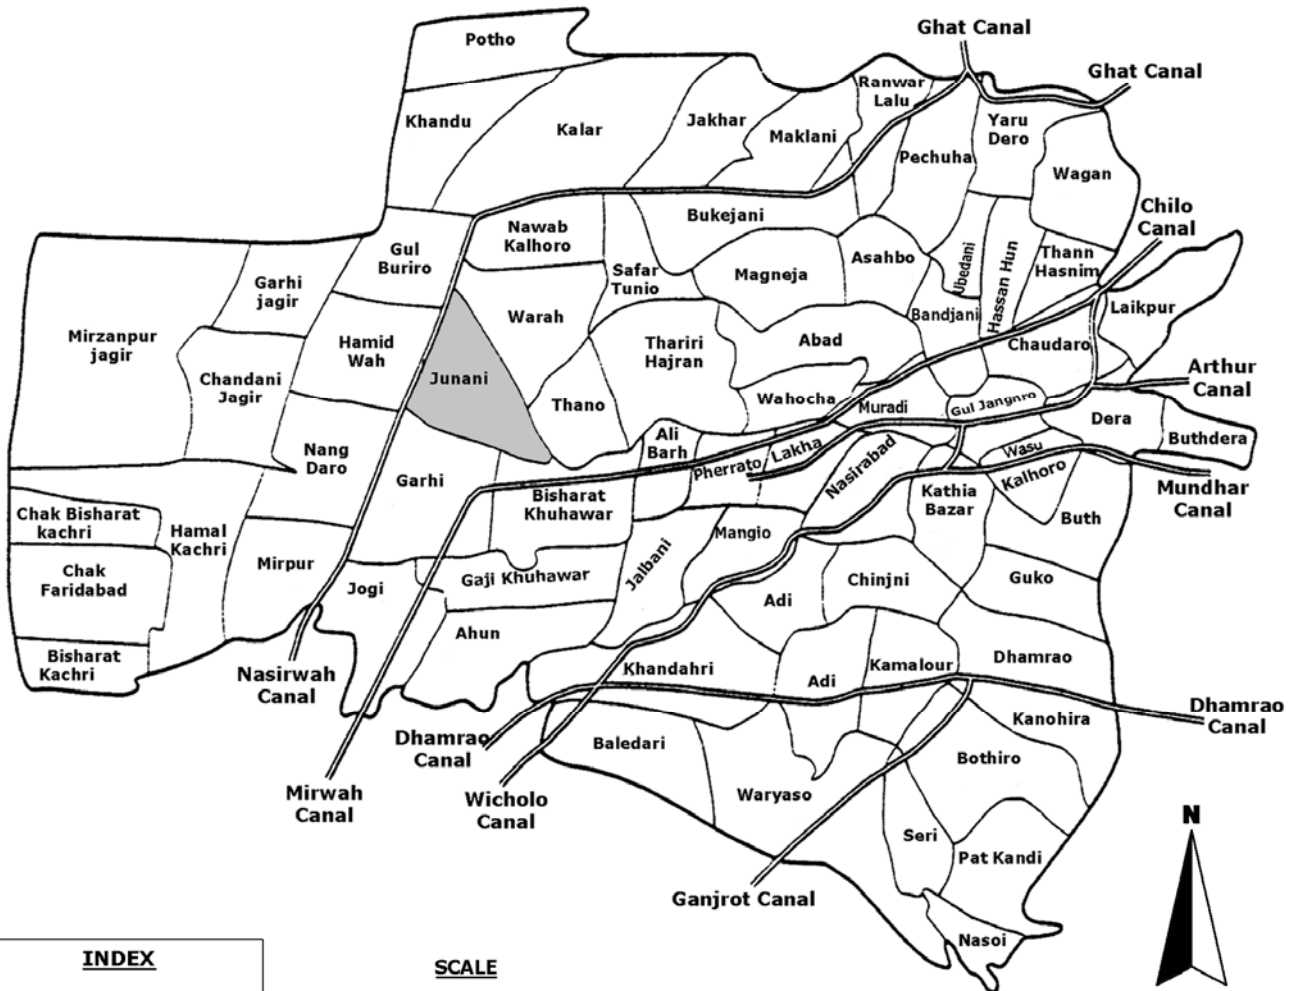 Potho
Ghat Canal
Ghat Canal
Khandu
Kalar
Jakhar
Maklani
Ranwar
Lalu
Pechuha
Yaru
Dero
Wagan
Chilo
Canal
Gul
Buriro
Nawab
Kalhoro
Bukejani
Safar
Tunio
Magneja
Asahbo
Ubedani
Hassan Hun
Thann
Hasnim
Laikpur
Garhi
jagir
Mirzanpur
jagir
Hamid
Wah
Warah
Thariri
Hajran
Abad
Bandjani
Chaudaro
Arthur
Canal
Chandani
Jagir
Junani
Thano
Wahocha
Muradi
Gul Jangnro
Dera
Buthdera
Nang
Daro
Garhi
Ali
Barh
Pherrato
Lakha
Nasirabad
Wasu
Kalhoro
Mundhar
Canal
Chak Bisharat
kachri
Hamal
Kachri
Bisharat
Khuhawar
Kathia
Bazar
Buth
Chak
Faridabad
Mirpur
Jogi
Gaji Khuhawar
Jalbani
Mangio
Adi
Chinjni
Guko
Bisharat
Kachri
Nasirwah
Canal
Ahun
Khandahri
Adi
Kamalour
Dhamrao
Dhamrao
Canal
Dhamrao
Canal
Baledari
Kanohira
Bothiro
Mirwah
Canal
Wicholo
Canal
Waryaso
Seri
Pat Kandi
N
Ganjrot Canal
Nasoi
INDEX
SCALE